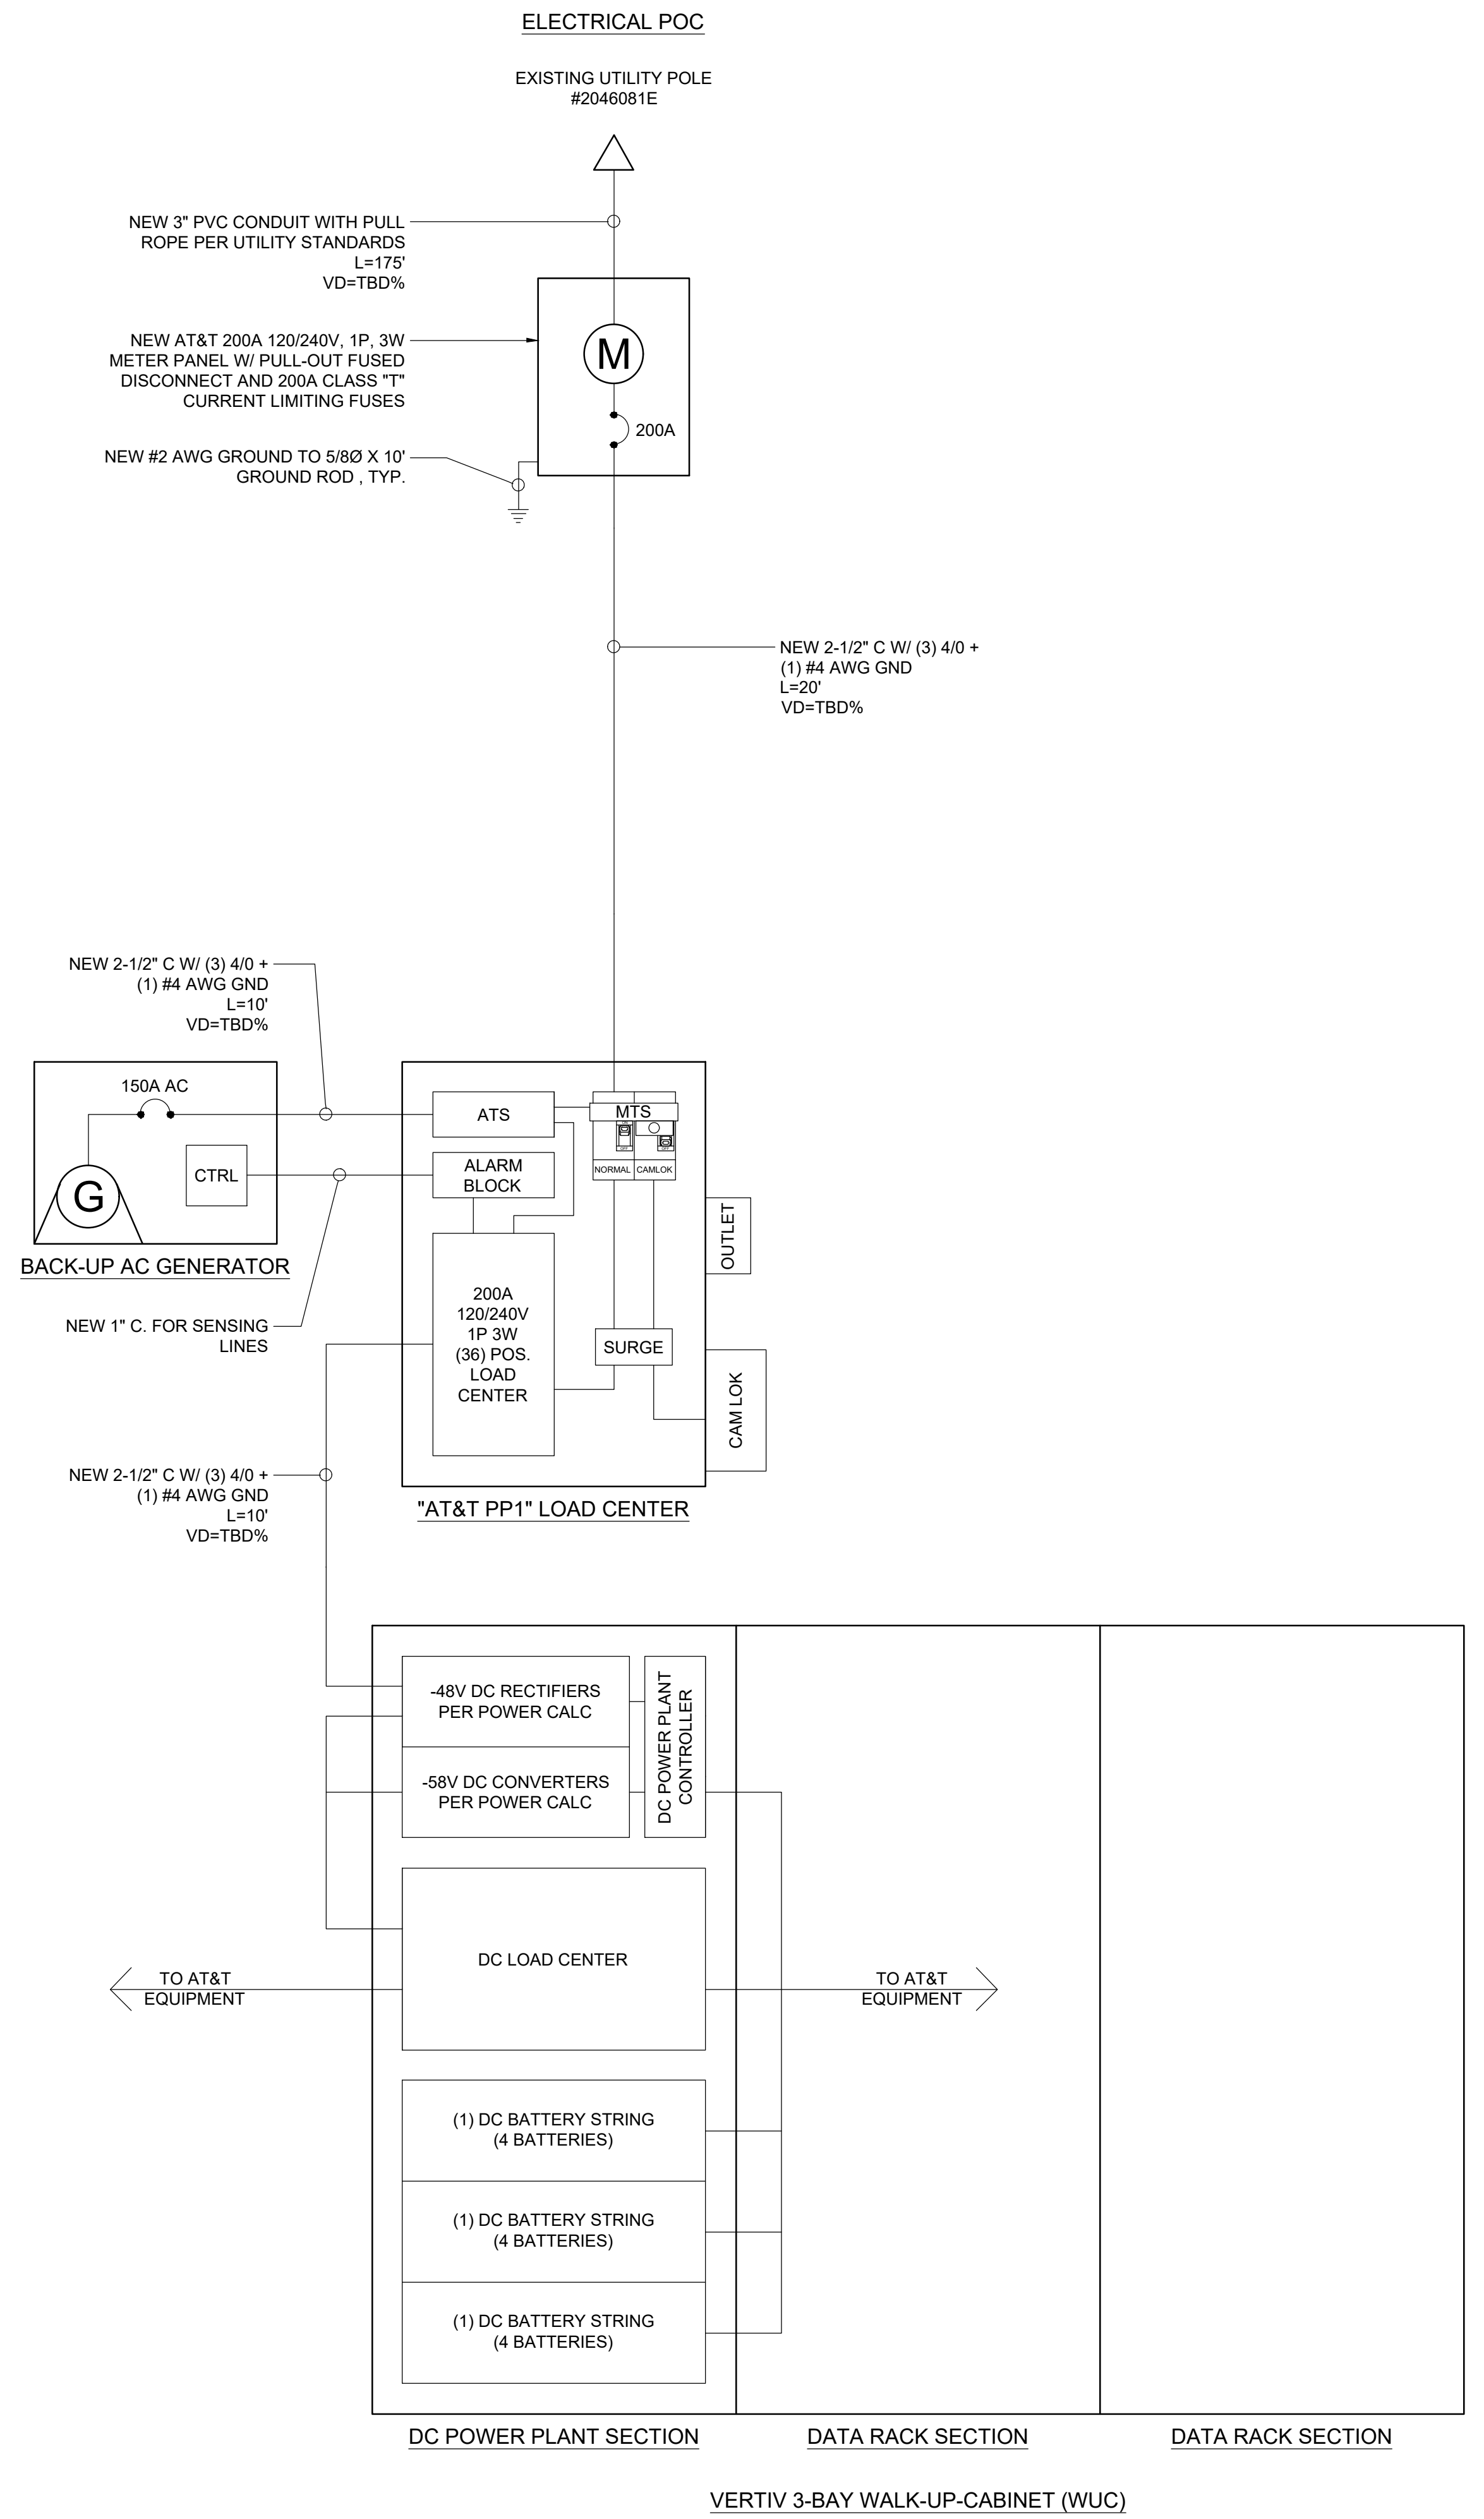 ELECTRICAL POC
EXISTING UTILITY POLE
#2046081E
NEW 3" PVC CONDUIT WITH PULL
ROPE PER UTILITY STANDARDS
L=175'
VD=TBD%
NEW AT&T 200A 120/240V, 1P, 3W
METER PANEL W/ PULL-OUT FUSED
DISCONNECT AND 200A CLASS "T"
CURRENT LIMITING FUSES
M
200A
NEW #2 AWG GROUND TO 5/8Ø X 10'
GROUND ROD , TYP.
NEW 2-1/2" C W/ (3) 4/0 +
(1) #4 AWG GND
L=20'
VD=TBD%
NEW 2-1/2" C W/ (3) 4/0 +
(1) #4 AWG GND
L=10'
VD=TBD%
150A AC
CTRL
G
BACK-UP AC GENERATOR
NEW 1" C. FOR SENSING
LINES
ATS
MTS
OFF
OFF
NORMAL
CAMLOK
ALARM
BLOCK
OUTLET
200A
120/240V
1P 3W
(36) POS.
LOAD
CENTER
SURGE
CAM LOK
"AT&T PP1" LOAD CENTER
NEW 2-1/2" C W/ (3) 4/0 +
(1) #4 AWG GND
L=10'
VD=TBD%
-48V DC RECTIFIERS
PER POWER CALC
-58V DC CONVERTERS
PER POWER CALC
DC POWER PLANT
CONTROLLER
DC LOAD CENTER
TO AT&T
EQUIPMENT
TO AT&T
EQUIPMENT
(1) DC BATTERY STRING
(4 BATTERIES)
(1) DC BATTERY STRING
(4 BATTERIES)
(1) DC BATTERY STRING
(4 BATTERIES)
DC POWER PLANT SECTION
DATA RACK SECTION
DATA RACK SECTION
VERTIV 3-BAY WALK-UP-CABINET (WUC)